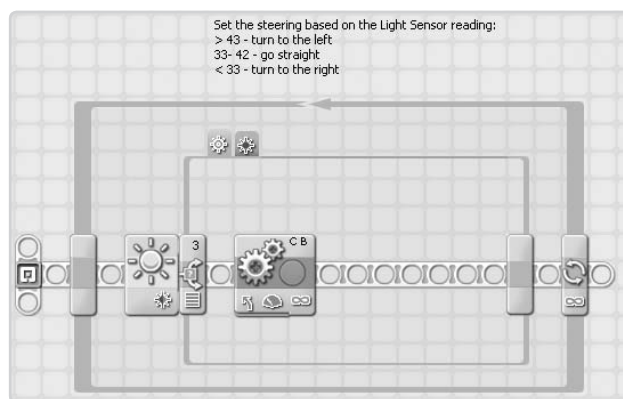 Set the steering based on the Light Sensor reading:
> 43 - turn to the left
33- 42 - go straight
< 33 - turn to the right
3
C B